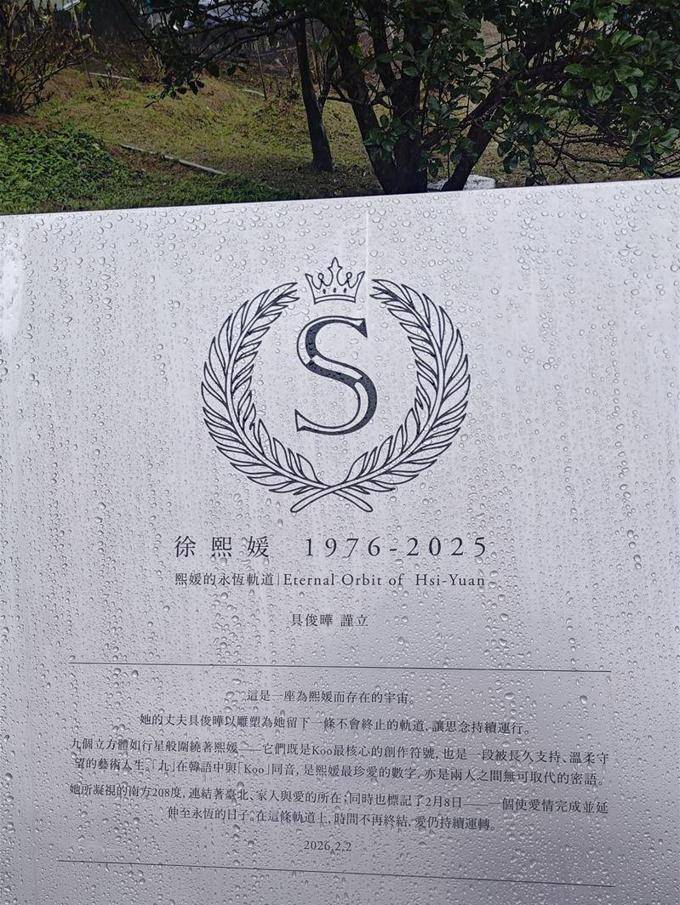 S
徐熙媛 1976-2025
熙媛的永恆軌道|Eternal Orbit of Hsi-Yuan
具俊曄 謹立
這是一座為熙媛而存在的宇宙。
她的丈夫具俊曄以雕塑為她留下一條不會終止的軌道,讓思念持續運行。
九個立方體如行星般圍繞著熙媛——它們既是Koo最核心的創作符號,也是一段被長久支持、溫柔守
望的藝術人生。「九」在韓語中與「Koo」同音,是熙媛最珍愛的數字,亦是兩人之間無可取代的密語。
她所凝視的南方208度,連結著臺北、家人與愛的所在;同時也標記了2月8日——一個使愛情完成並延
伸至永恆的日子。在這條軌道上,時間不再終結,愛仍持續運轉。
2026.2.2